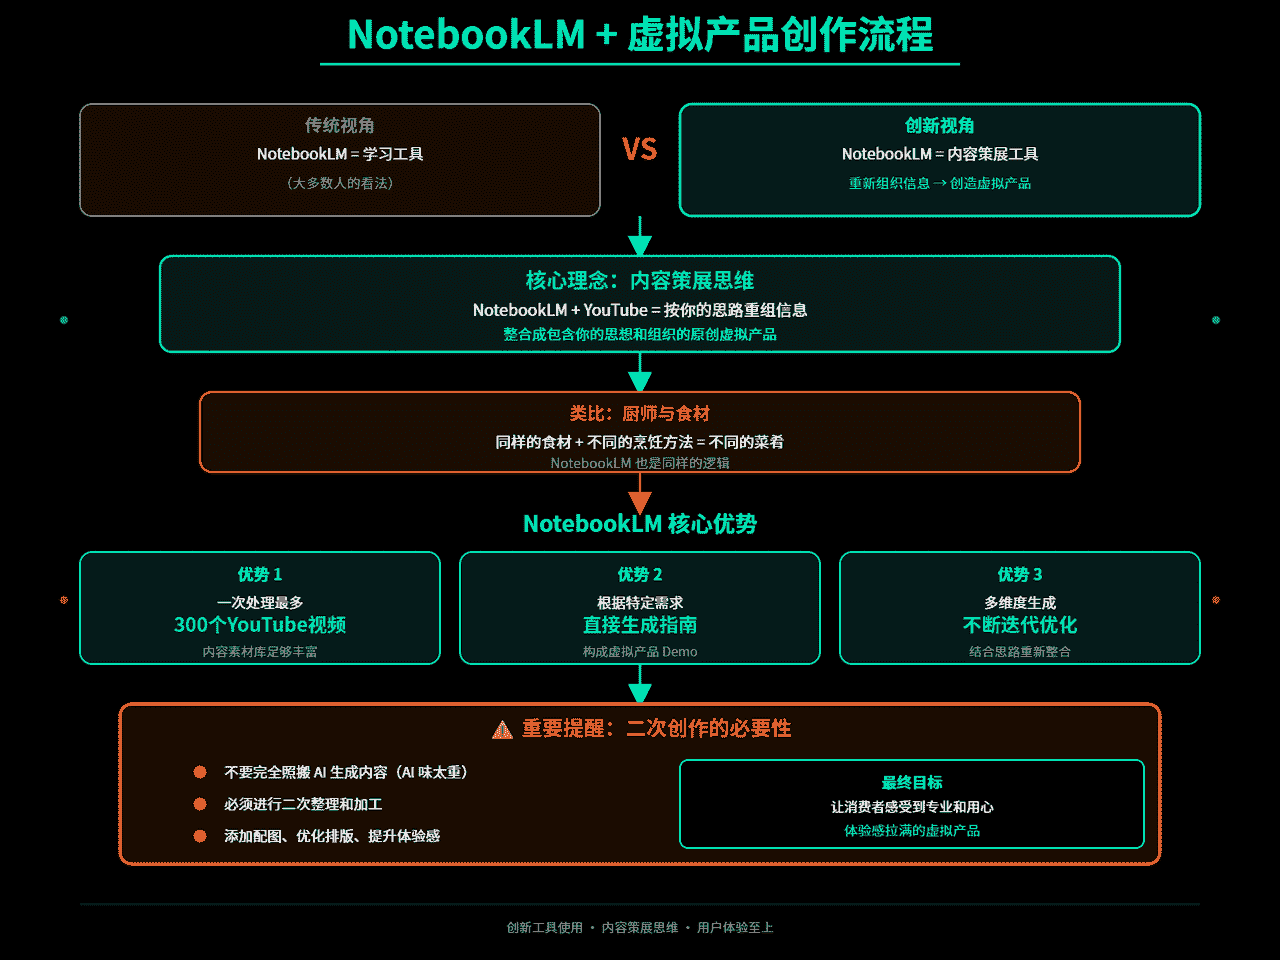 NotebookLM + 虚拟产品创作流程
传统视角
NotebookLM = 学习工具
（大多数人的看法）
VS
创新视角
NotebookLM = 内容策展工具
重新组织信息 → 创造虚拟产品
核心理念：内容策展思维
NotebookLM + YouTube = 按你的思路重组信息
整合成包含你的思想和组织的原创虚拟产品
类比：厨师与食材
同样的食材 + 不同的烹饪方法 = 不同的菜肴
NotebookLM 也是同样的逻辑
NotebookLM 核心优势
优势 1
一次处理最多
300个YouTube视频
内容素材库足够丰富
优势 2
根据特定需求
直接生成指南
构成虚拟产品 Demo
优势 3
多维度生成
不断迭代优化
结合思路重新整合
⚠ 重要提醒：二次创作的必要性
不要完全照搬 AI 生成内容（AI 味太重）
必须进行二次整理和加工
添加配图、优化排版、提升体验感
最终目标
让消费者感受到专业和用心
体验感拉满的虚拟产品
创新工具使用 • 内容策展思维 • 用户体验至上